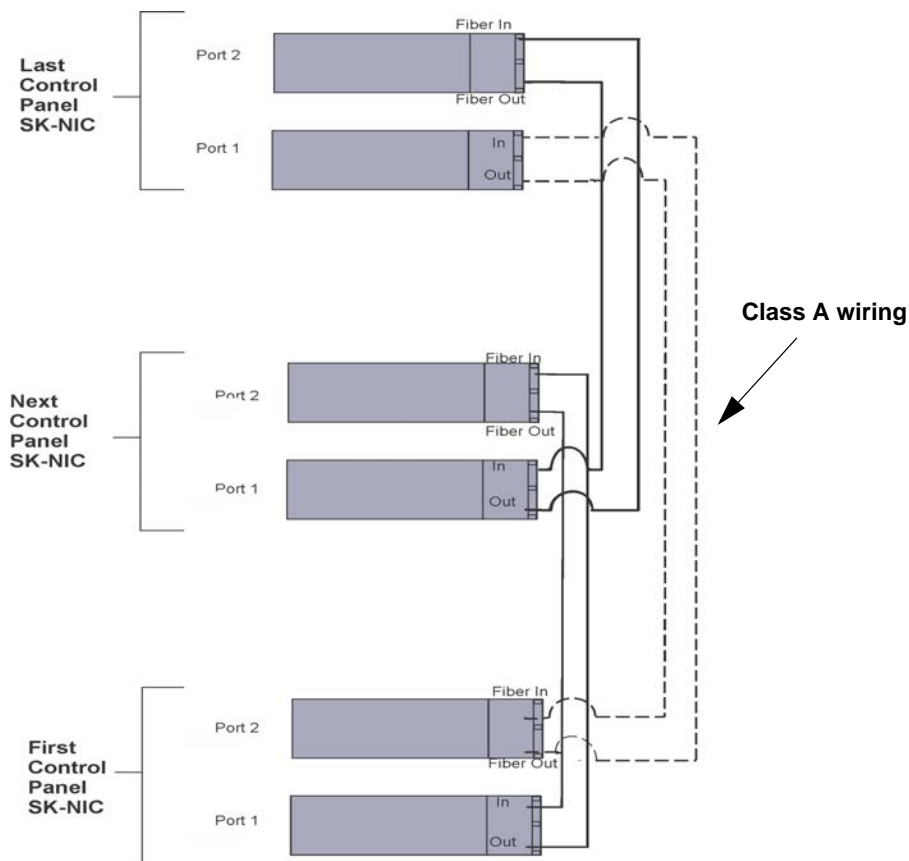 Fiber In
Port 2
Last
Control
Panel
SK-NIC
Fiber Out
Port 1
In
Out
Class A wiring
Fiber In
Port 2
Next
Control
Panel
SK-NIC
Fiber Out
In
Port 1
Out
Fiber In
Port 2
First
Control
Panel
SK-NIC
Fiber Out
In
Port 1
Out